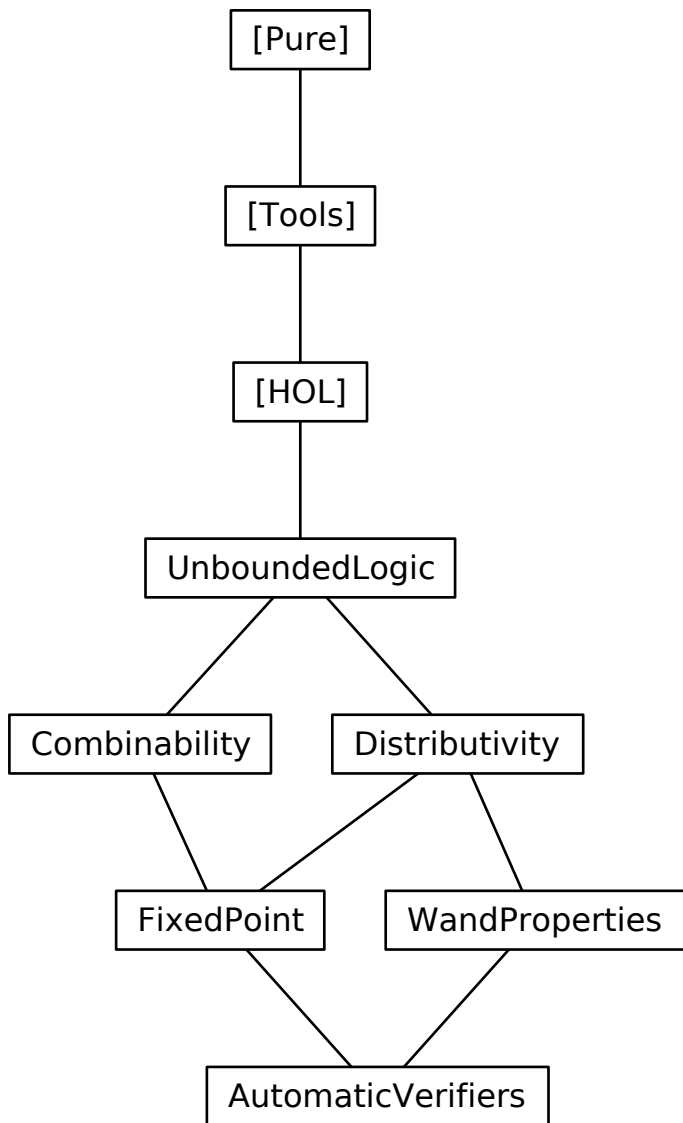 [Pure]
[Tools]
[HOL]
UnboundedLogic
Combinability
Distributivity
FixedPoint
WandProperties
AutomaticVerifiers